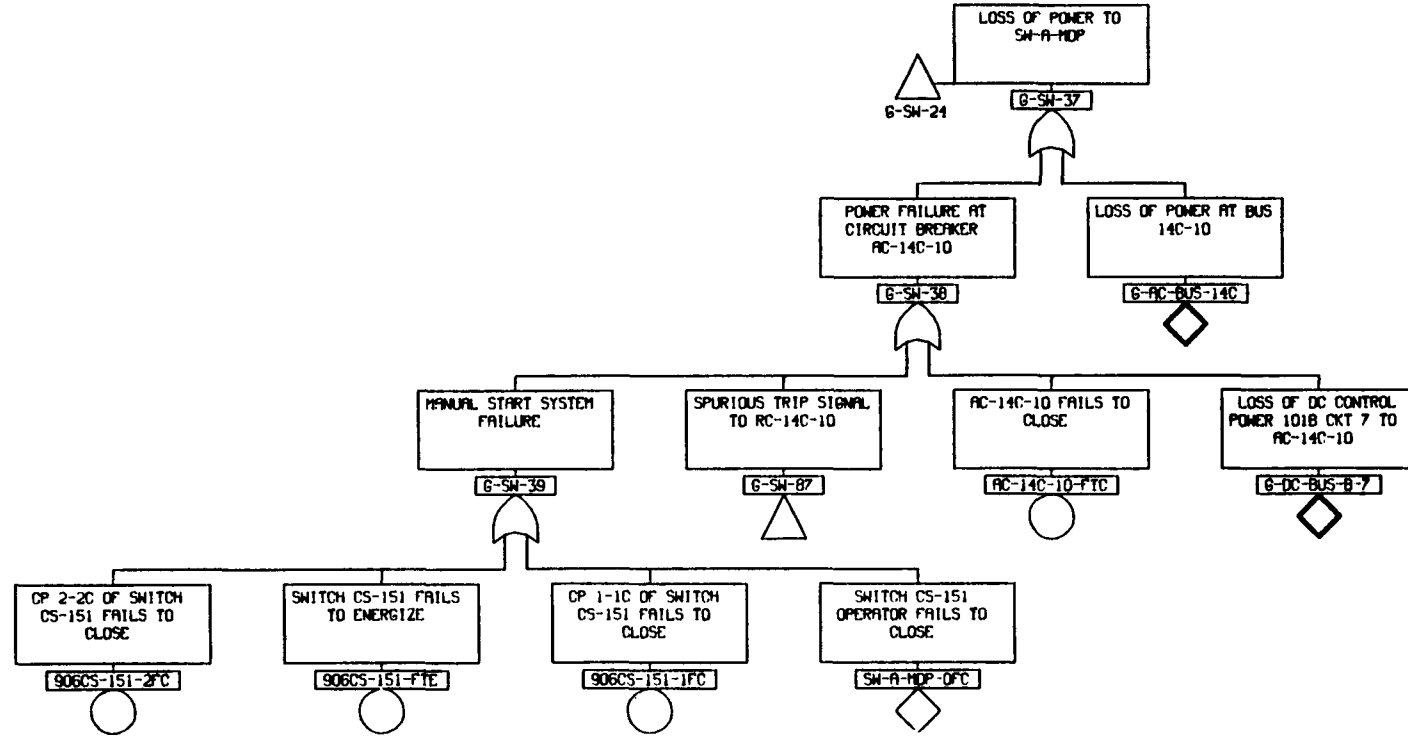 LOSS OF POWER TO
SW-A-MDP
G-SW-24
G-SW-37
POWER FAILURE AT
CIRCUIT BREAKER
AC-14C-10
LOSS OF POWER AT BUS
14C-10
G-SW-38
G-AC-BUS-14C
MANUAL START SYSTEM
FAILURE
SPURIOUS TRIP SIGNAL
TO AC-14C-10
AC-14C-10 FAILS TO
CLOSE
LOSS OF DC CONTROL
POWER 101B CKT 7 TO
AC-14C-10
G-SW-39
G-SW-87
AC-14C-10-FTC
G-DC-BUS-B-7
CP 2-2C OF SWITCH
CS-151 FAILS TO
CLOSE
SWITCH CS-151 FAILS
TO ENERGIZE
CP 1-1C OF SWITCH
CS-151 FAILS TO
CLOSE
SWITCH CS-151
OPERATOR FAILS TO
CLOSE
906CS-151-2FC
906CS-151-FTE
906CS-151-1FC
SW-A-MDP-OFC